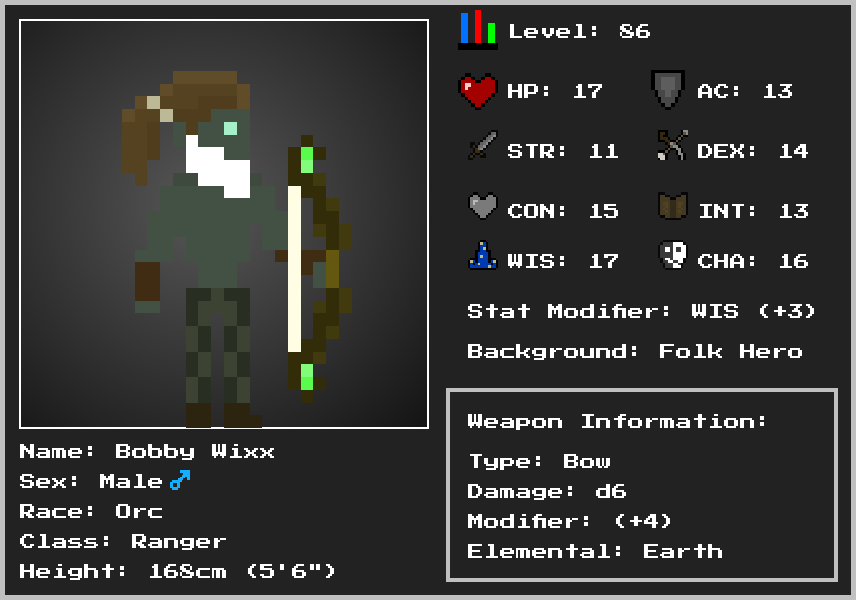 Level: 86
HP: 17
AC: 13
STR: 11
DEX: 14
CON: 15
INT: 13
WIS: 17
CHA: 16
Stat Modifier: WIS (+3)
Background: Folk Hero
Name: Bobby Wixx
Sex: Male ♂
Race: Orc
Class: Ranger
Height: 168cm (5'6")
Weapon Information:
Type: Bow
Damage: d6
Modifier: (+4)
Elemental: Earth